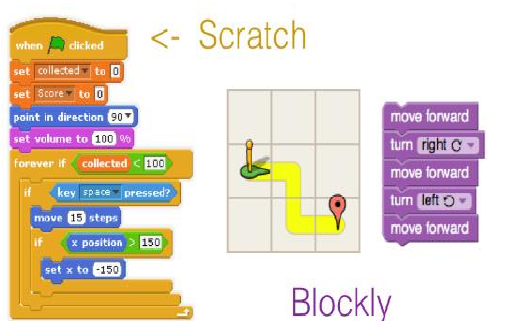 <- Scratch
when clicked
set collected to 0
set Score to 0
point in direction 90
set volume to 100 %
forever if collected < 100
if key space pressed?
move 15 steps
if x position > 150
set x to -150
move forward
turn right
move forward
turn left
move forward
Blockly